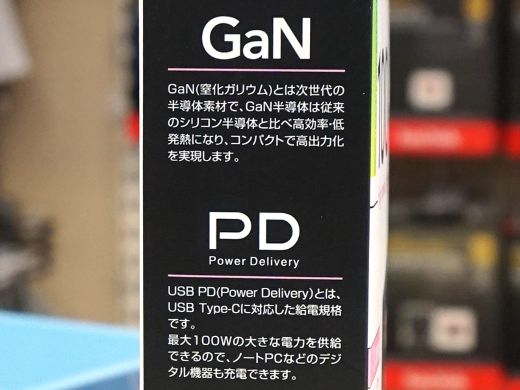 GaN
GaN(窒化ガリウム)とは次世代の
半導体素材で、GaN半導体は従来
のシリコン半導体と比べ高効率・低
発熱になり、コンパクトで高出力化
を実現します。
PD
Power Delivery
USB PD(Power Delivery)とは、
USB Type-Cに対応した給電規格
です。
最大100Wの大きな電力を供給
できるので、ノートPCなどのデジ
タル機器も充電できます。